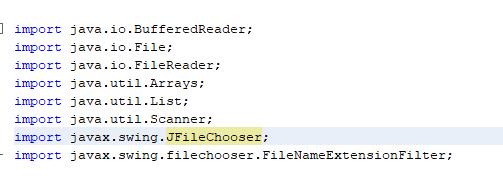 import java.io.BufferedReader;
import java.io.File;
import java.io.FileReader;
import java.util.Arrays;
import java.util.List;
import java.util.Scanner;
import javax.swing.JFileChooser;
import javax.swing.filechooser.FileNameExtensionFilter;